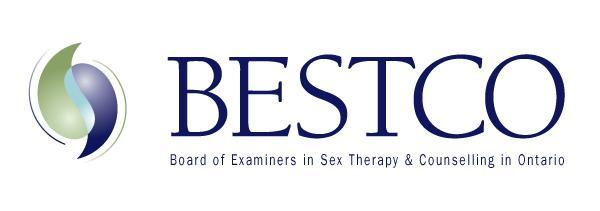 BESTCO
Board of Examiners in Sex Therapy & Counselling in Ontario